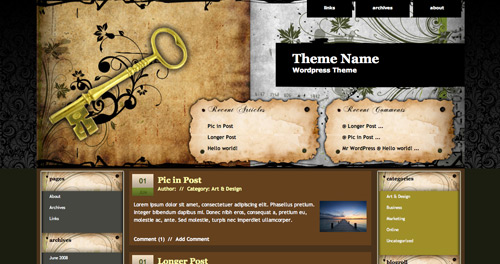 links archives about
Theme Name
Wordpress Theme
Recent Articles
Pic in Post
Longer Post
Hello world!
Recent Comments
Longer Post ...
Pic in Post ...
Mr WordPress Hello world! ...
pages
About
Archives
Links
archives
June 2008
01
Pic in Post
Author: // Category: Art & Design
Lorem ipsum dolor sit amet, consectetuer adipiscing elit. Phasellus pretium.
Integer bibendum dapibus mi. Donec nibh eros, consequat a, pretium eu,
molestie ac, ante. Sed molestie, turpis nec imperdiet ullamcorper.
Comment (1) // Add Comment
01
Longer Post
categories
Art & Design
Business
Marketing
Online
Uncategorized
blogroll